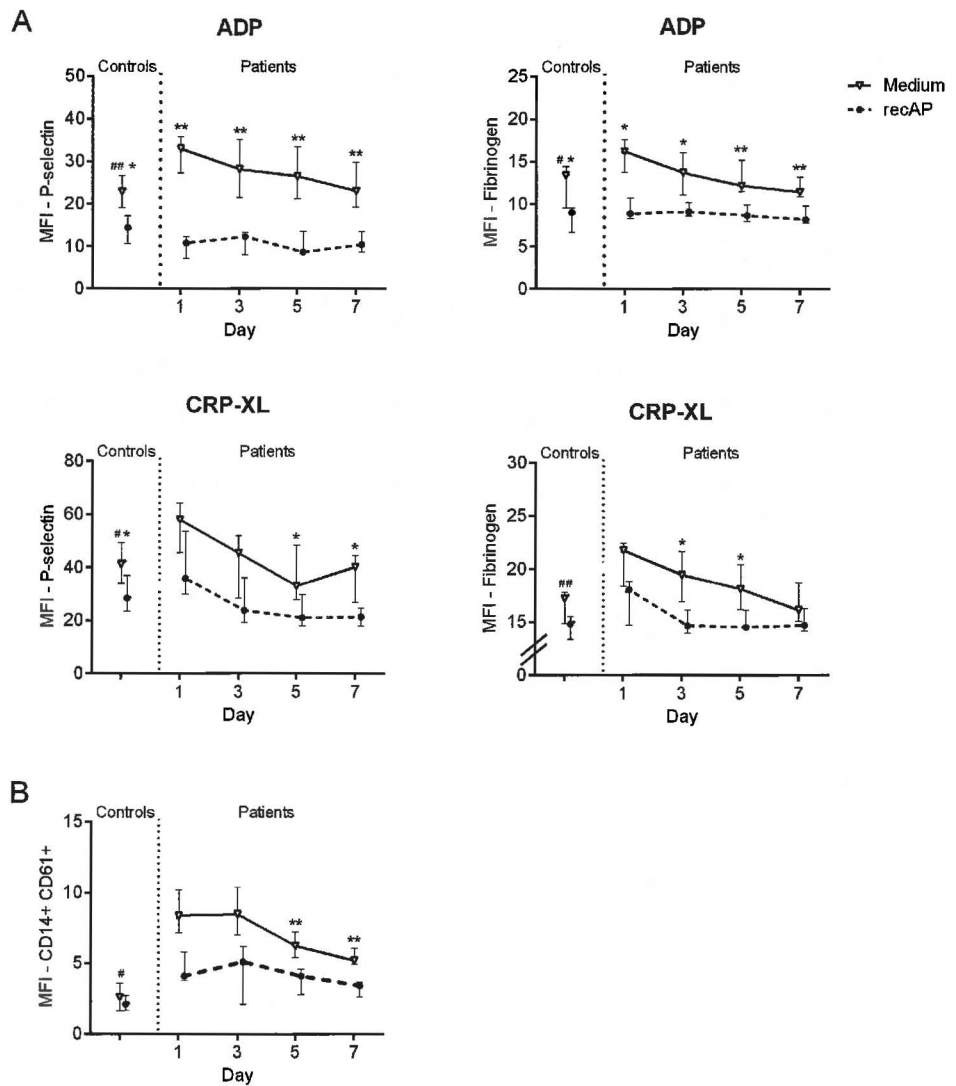 A
ADP
Controls
Patients
MFI - P-selectin
50
40
30
20
10
0
## *
**
**
**
**
1
3
5
7
Day
ADP
Controls
Patients
MFI - Fibrinogen
25
20
15
10
5
0
# *
*
*
**
**
1
3
5
7
Day
Medium
recAP
CRP-XL
Controls
Patients
MFI - P-selectin
80
60
40
20
0
# *
*
*
1
3
5
7
Day
CRP-XL
Controls
Patients
MFI - Fibrinogen
30
25
20
15
0
##
*
*
1
3
5
7
Day
B
Controls
Patients
MFI - CD14+ CD61+
15
10
5
0
#
**
**
1
3
5
7
Day